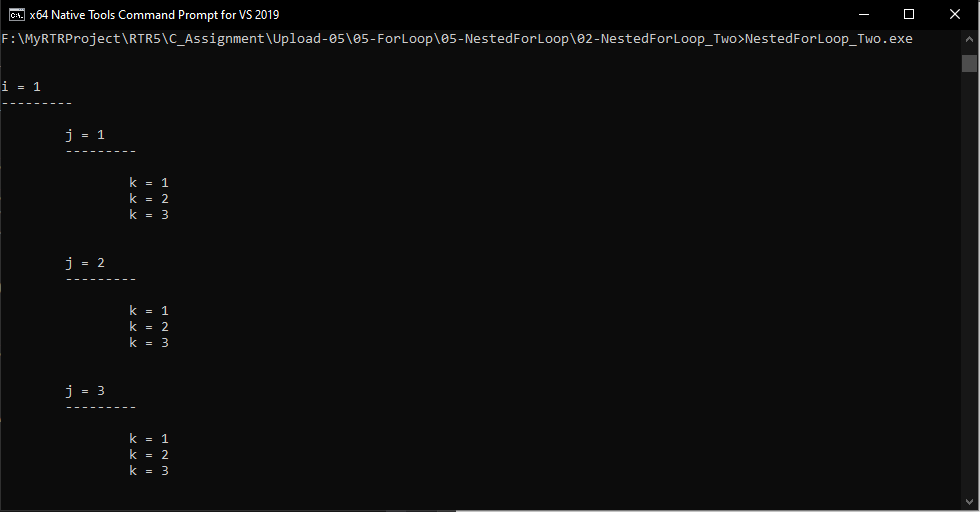 x64 Native Tools Command Prompt for VS 2019
F:\MyRTRProject\RTR5\C_Assignment\Upload-05\05-ForLoop\05-NestedForLoop\02-NestedForLoop_Two>NestedForLoop_Two.exe
i = 1
---------
j = 1
---------
k = 1
k = 2
k = 3
j = 2
---------
k = 1
k = 2
k = 3
j = 3
---------
k = 1
k = 2
k = 3